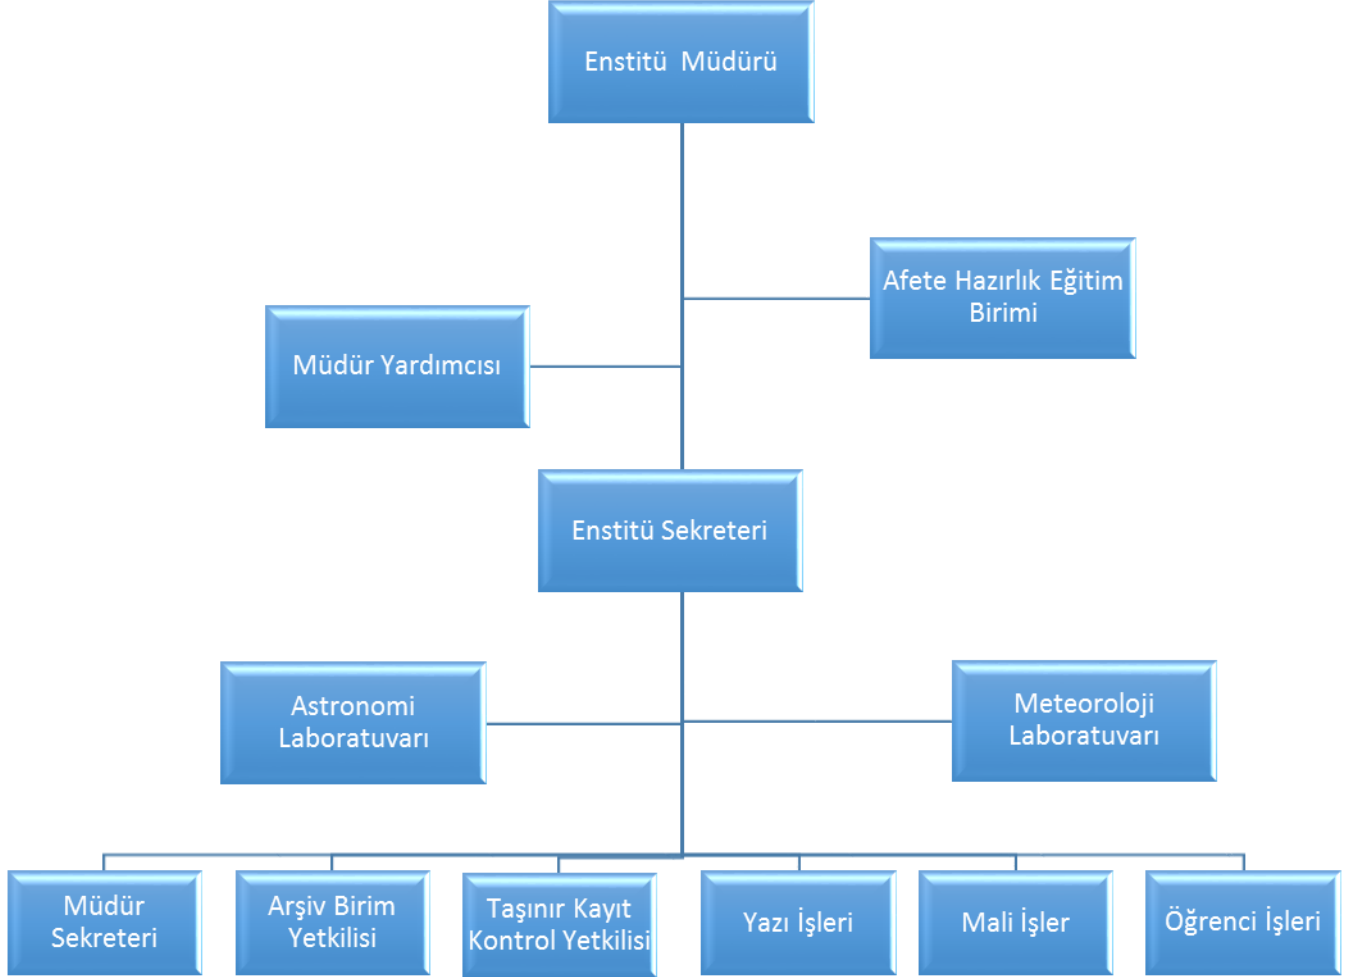 Enstitü Müdürü
Afete Hazırlık Eğitim
Birimi
Müdür Yardımcısı
Enstitü Sekreteri
Astronomi
Laboratuvarı
Meteoroloji
Laboratuvarı
Müdür
Sekreteri
Arşiv Birim
Yetkilisi
Taşınır Kayıt
Kontrol Yetkilisi
Yazı İşleri
Mali İşler
Öğrenci İşleri